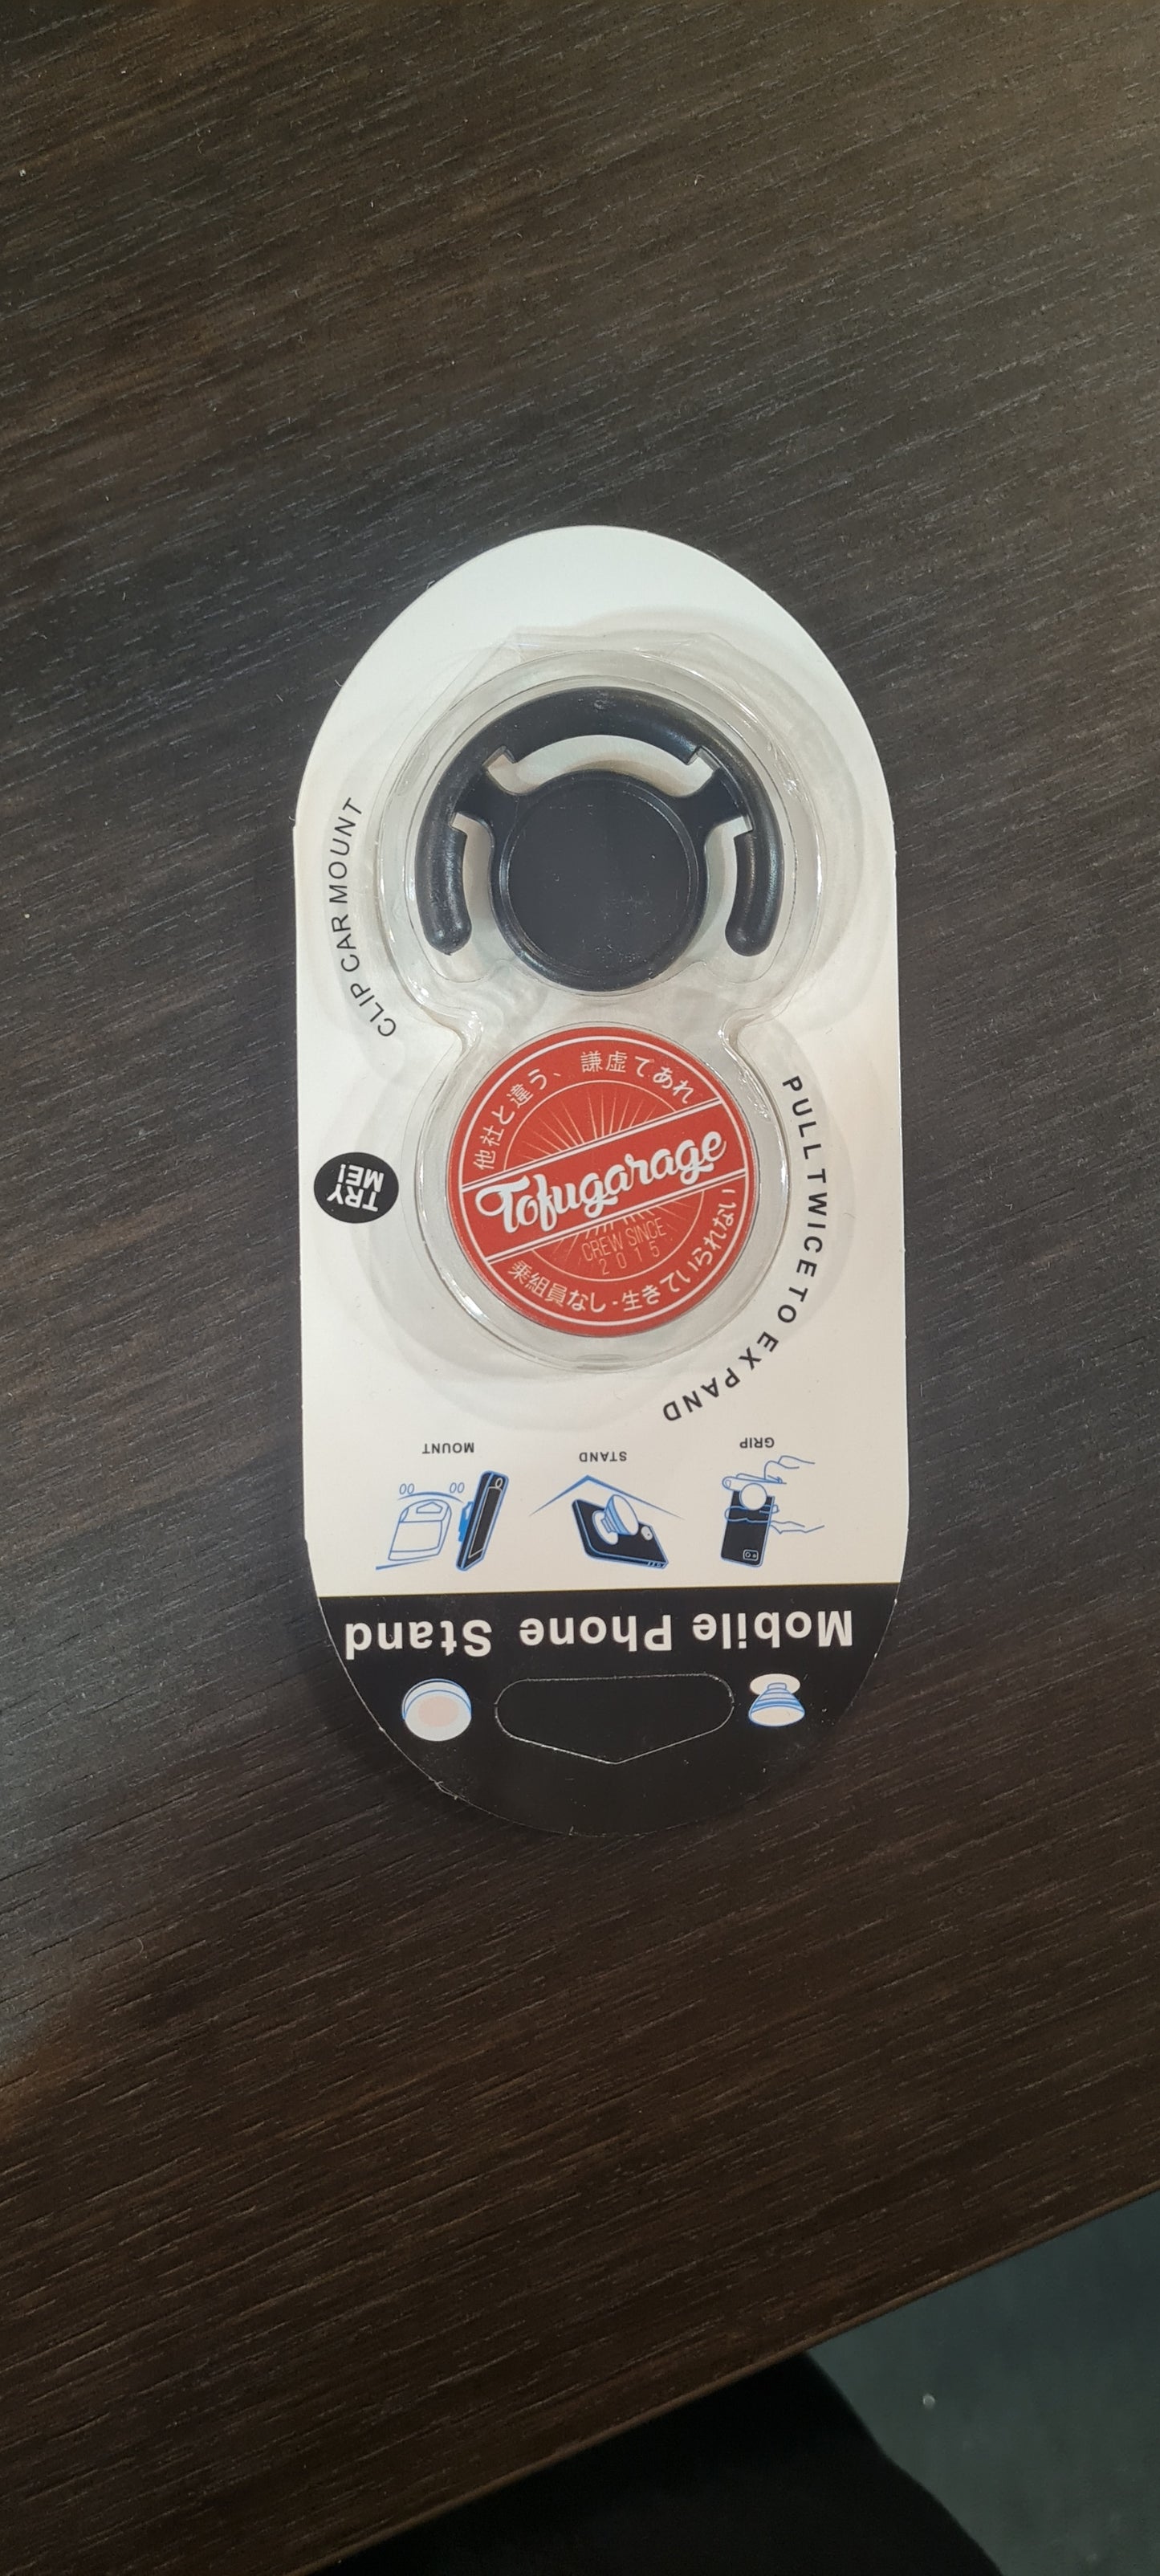 Mobile Phone Stand
GRIP
STAND
MOUNT
PULL TWICE TO EXPAND
TRY
ME!
他社と違う、謙虚であれ
Tofugarage
CREW SINCE
2015
乗組員なし-生きていられない
CLIP CAR MOUNT